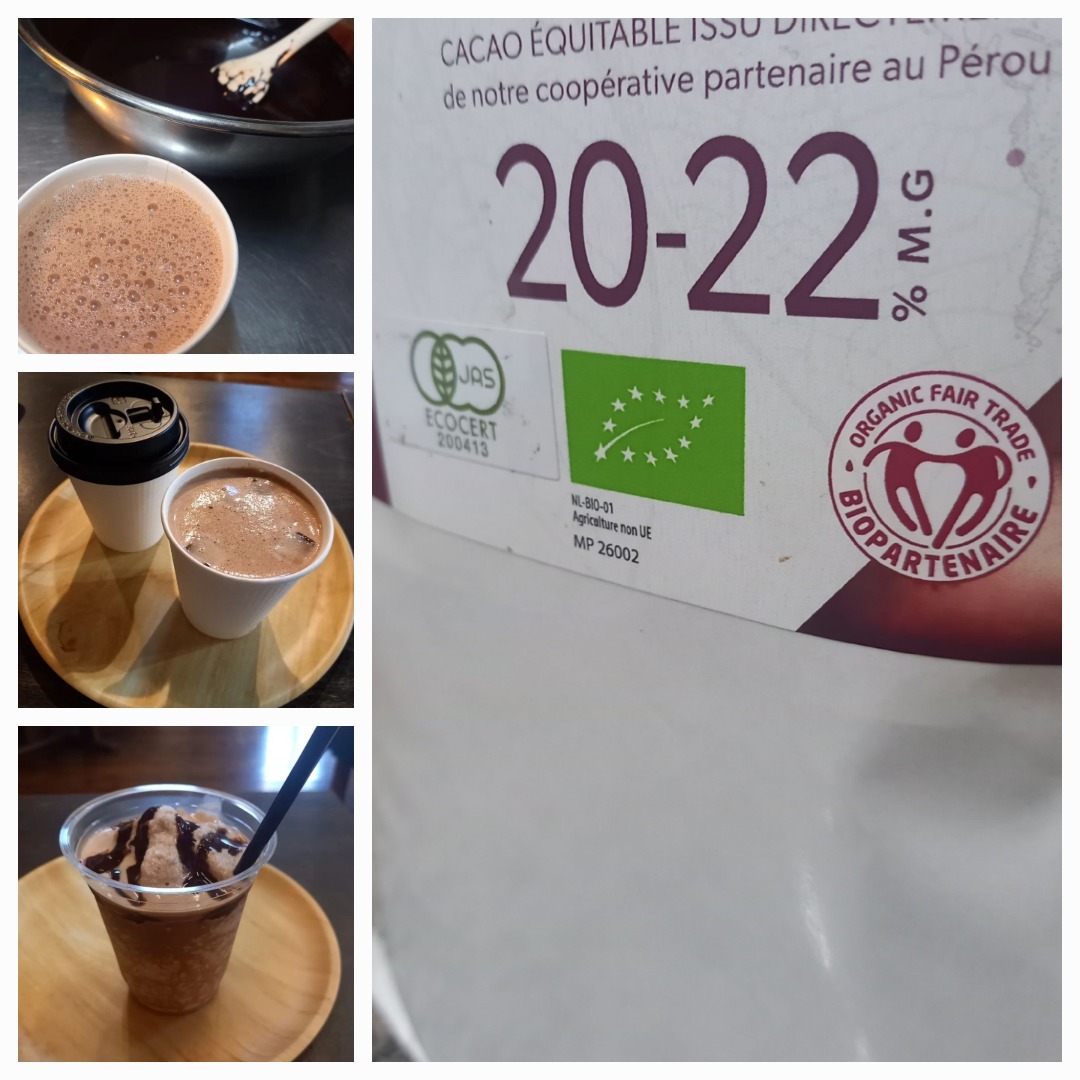 CACAO ÉQUITABLE ISSU DIRECTEMENT
de notre coopérative partenaire au Pérou
20-22
% M.G
JAS
ECOCERT
200413
NL-BIO-01
Agriculture non UE
MP 26002
ORGANIC FAIR TRADE
BIOPARTENAIRE